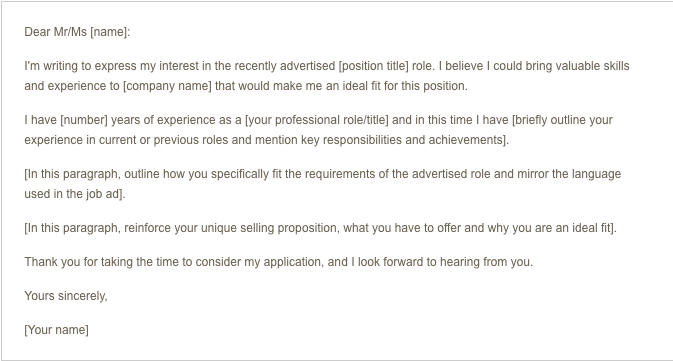 Dear Mr/Ms [name]:
I'm writing to express my interest in the recently advertised [position title] role. I believe I could bring valuable skills
and experience to [company name] that would make me an ideal fit for this position.
I have [number] years of experience as a [your professional role/title] and in this time I have [briefly outline your
experience in current or previous roles and mention key responsibilities and achievements].
[In this paragraph, outline how you specifically fit the requirements of the advertised role and mirror the language
used in the job ad].
[In this paragraph, reinforce your unique selling proposition, what you have to offer and why you are an ideal fit].
Thank you for taking the time to consider my application, and I look forward to hearing from you.
Yours sincerely,
[Your name]